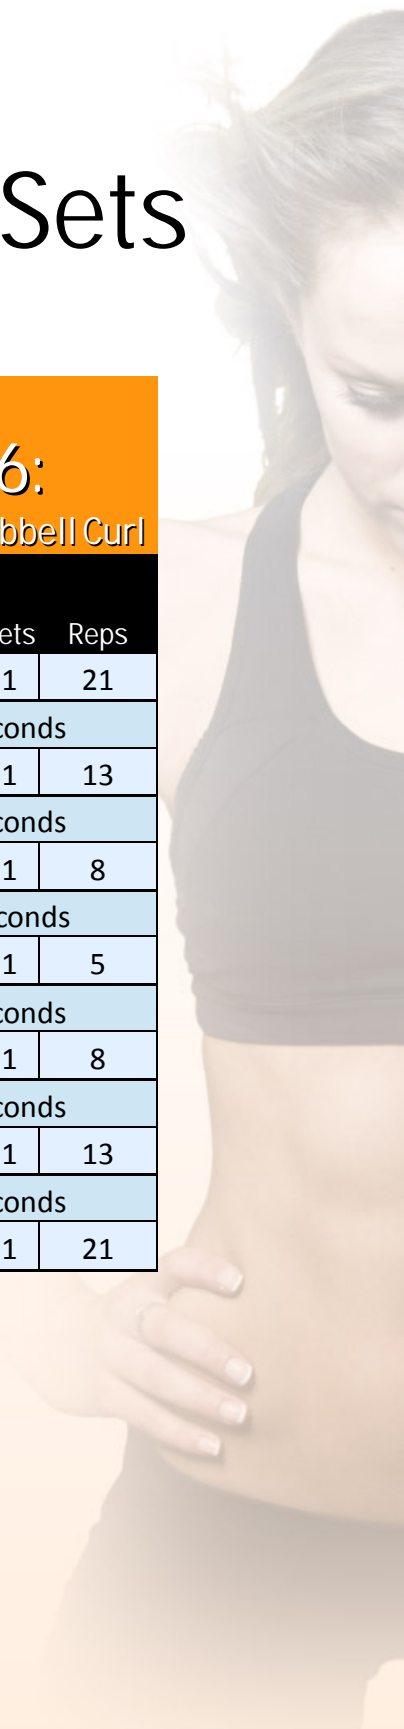 Sets
6:
bbell Curl
ets Reps
1 21
conds
1 13
conds
1 8
conds
1 5
conds
1 8
conds
1 13
conds
1 21